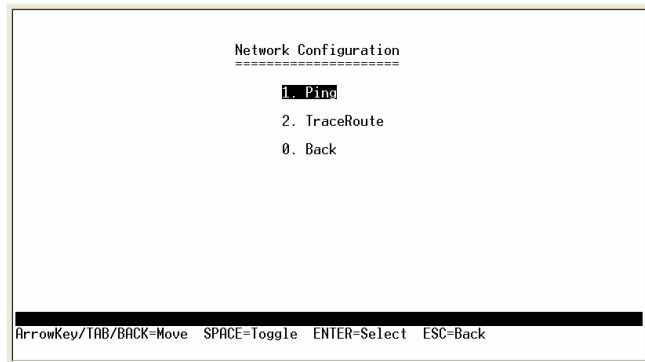 Network Configuration
=====================
1. Ping
2. TraceRoute
0. Back
ArrowKey/TAB/BACK=Move  SPACE=Toggle  ENTER=Select  ESC=Back